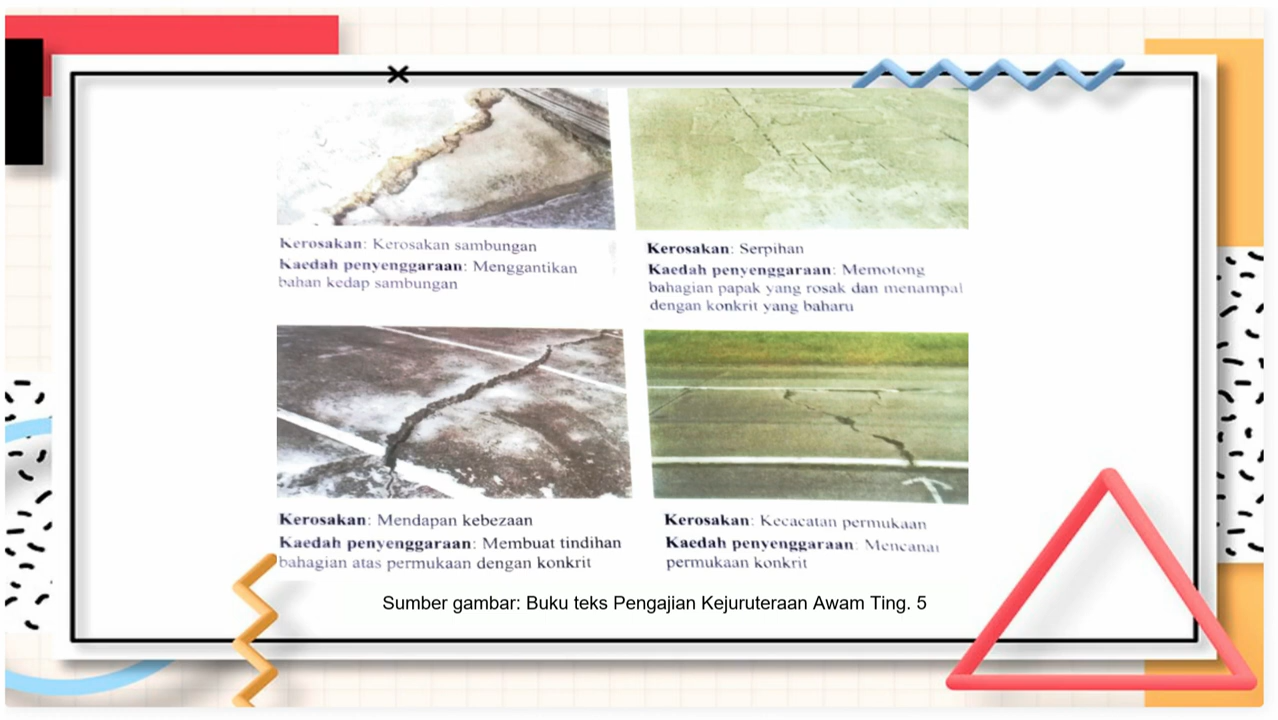 Kerosakan: Kerosakan sambungan
Kaedah penyenggaraan: Menggantikan
bahan kedap sambungan
Kerosakan: Serpihan
Kaedah penyenggaraan: Memotong
bahagian papak yang rosak dan menampal
dengan konkrit yang baharu
Kerosakan: Mendapan kebezaan
Kaedah penyenggaraan: Membuat tindihan
bahagian atas permukaan dengan konkrit
Kerosakan: Kecacatan permukaan
Kaedah penyenggaraan: Mencanai
permukaan konkrit
Sumber gambar: Buku teks Pengajian Kejuruteraan Awam Ting. 5